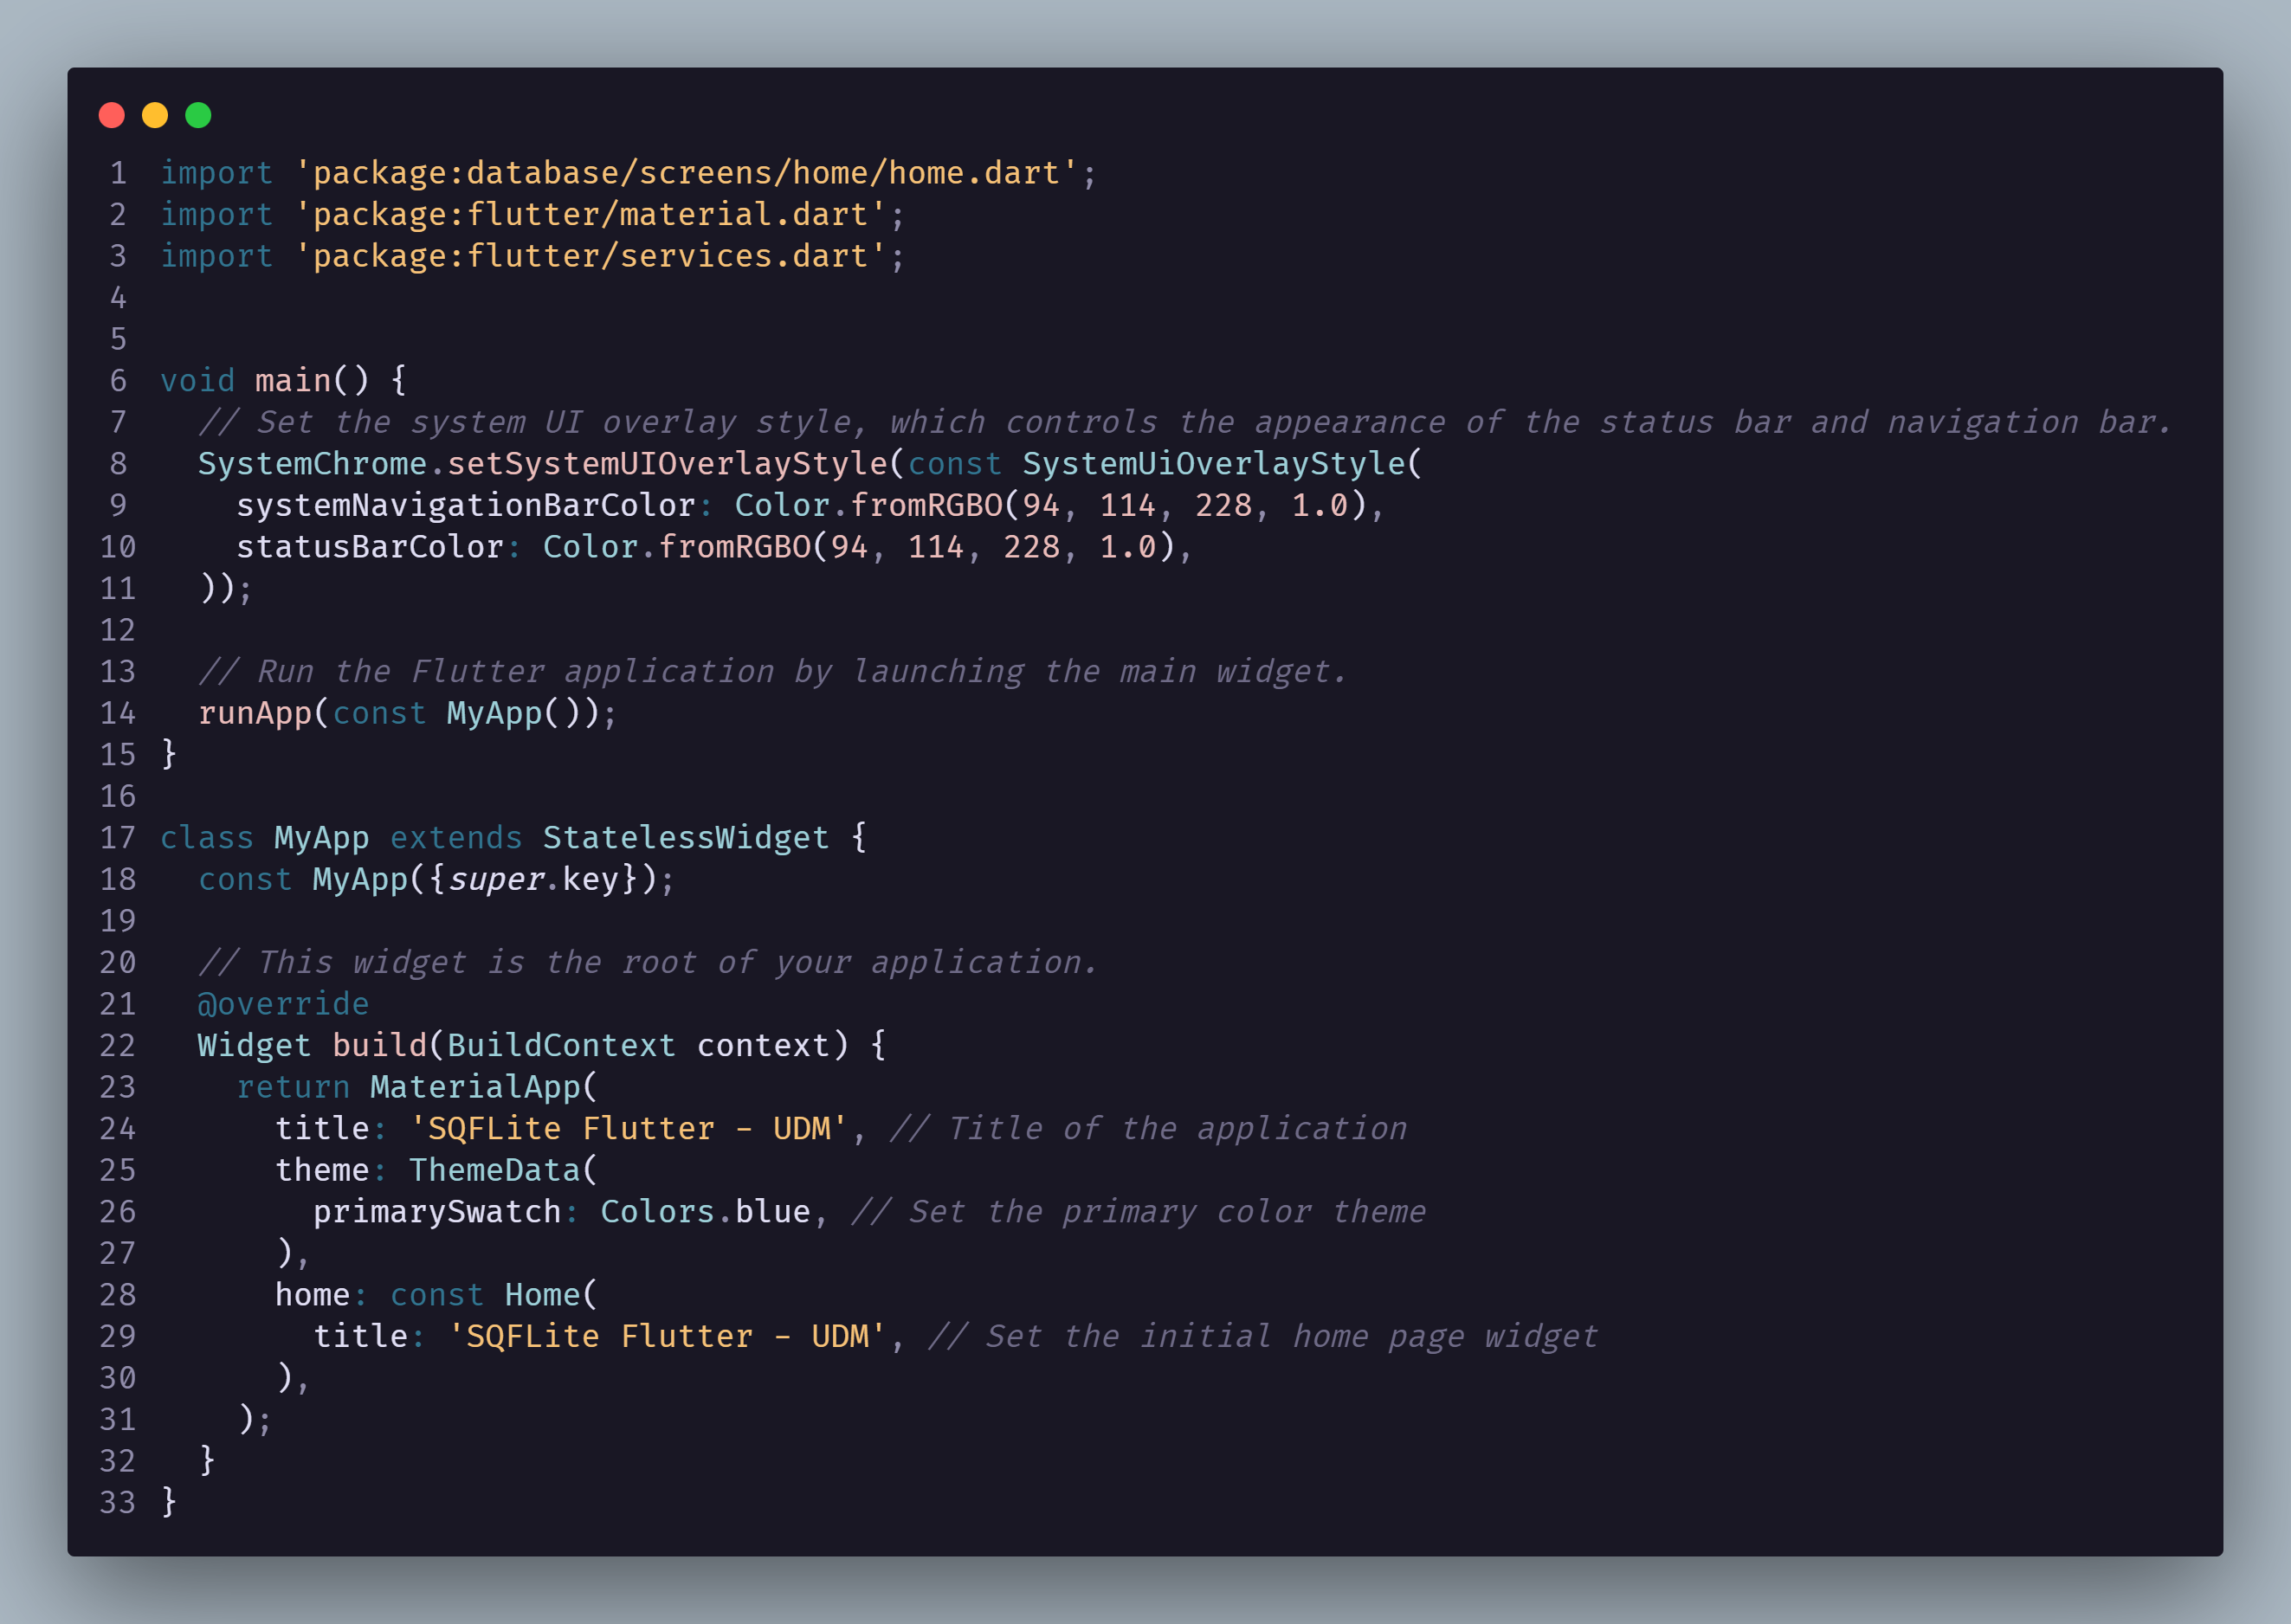 1 import 'package:database/screens/home/home.dart';
2 import 'package:flutter/material.dart';
3 import 'package:flutter/services.dart';
4
5
6 void main() {
7   // Set the system UI overlay style, which controls the appearance of the status bar and navigation bar.
8   SystemChrome.setSystemUIOverlayStyle(const SystemUiOverlayStyle(
9     systemNavigationBarColor: Color.fromRGBO(94, 114, 228, 1.0),
10     statusBarColor: Color.fromRGBO(94, 114, 228, 1.0),
11   ));
12
13   // Run the Flutter application by launching the main widget.
14   runApp(const MyApp());
15 }
16
17 class MyApp extends StatelessWidget {
18   const MyApp({super.key});
19
20   // This widget is the root of your application.
21   @override
22   Widget build(BuildContext context) {
23     return MaterialApp(
24       title: 'SQFLite Flutter - UDM', // Title of the application
25       theme: ThemeData(
26         primarySwatch: Colors.blue, // Set the primary color theme
27       ),
28       home: const Home(
29         title: 'SQFLite Flutter - UDM', // Set the initial home page widget
30       ),
31     );
32   }
33 }